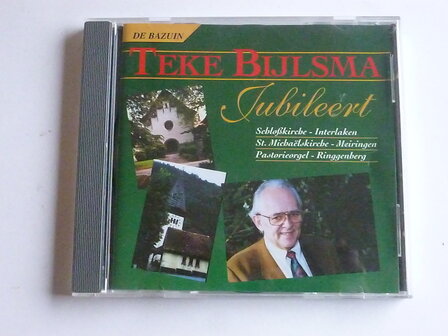 DE BAZUIN
TEKE BIJLSMA
Jubileert
Schloßkirche - Interlaken
St. Michaëlskirche - Meiringen
Pastorieorgel - Ringgenberg